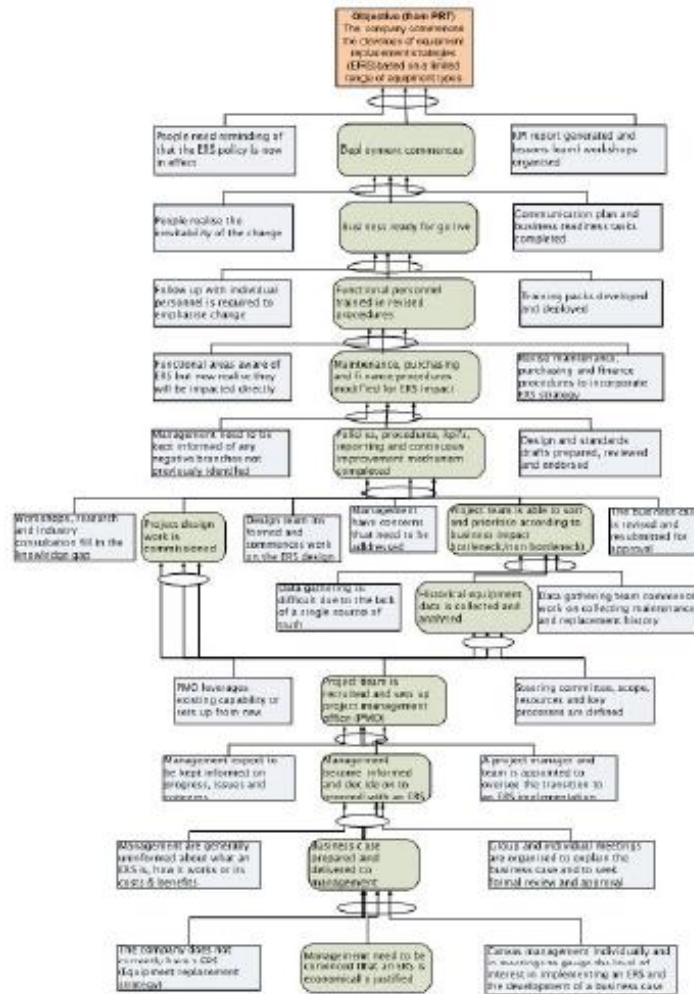 Objective (from PRT)
The company commences
the develops of equipment
replacement strategies
(EIRS) based on a limited
range of equipment types
People need reminding of
that the ERS policy is now
in effect
Deployment commences
KM report generated and
lessons learnt workshops
organised
People realise the
inevitability of the change
Business ready for go live
Communication plan and
business readiness tasks
completed
Follow up with individual
personnel is required to
emphasise change
Functional personnel
trained in revised
procedures
Training packs developed
and deployed
Functional areas aware of
ERS but now realise they
will be impacted directly
Maintenance, purchasing
and finance procedures
modified for ERS impact
Revise maintenance,
purchasing and finance
procedures to incorporate
ERS strategy
Management need to be
kept informed of any
negative branches not
previously identified
Policies, procedures, kpi's,
reporting and continuous
improvement mechanism
completed
Design and standards
drafts prepared, reviewed
and endorsed
Workshops, research
and industry
consultation fill in the
knowledge gap
Project design
work is
commissioned
Design team is
formed and
commences work
on the ERS design
Management
have concerns
that need to be
addressed
Project team is able to sort
and prioritise according to
business impact
(bottleneck/non bottleneck)
The business case
is revised and
resubmitted for
approval
Data gathering is
difficult due to the lack
of a single source of
truth
Historical equipment
data is collected and
analysed
Data gathering team commence
work on collecting maintenance
and replacement history
PMO leverages
existing capability or
sets up from new
Project team is
recruited and sets up
project management
office (PMO)
Steering committee, scope,
resources and key
processes are defined
Management expect to
be kept informed on
progress, issues and
concerns
Management
become informed
and decide on to
proceed with an ERS
A project manager and
team is appointed to
oversee the transition to
an ERS implementation
Management are generally
uninformed about what an
ERS is, how it works or its
costs & benefits
Business case
prepared and
delivered to
management
Group and individual meetings
are organised to explain the
business case and to seek
formal review and approval
The company does not
currently have a ERS
(Equipment replacement
strategy)
Management need to be
convinced that an ERS is
economically justified
Canvas management individually and
in meetings to gauge the level of
interest in implementing an ERS and
the development of a business case